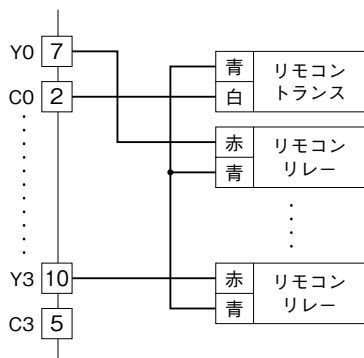 Y0 7
C0 2
Y3 10
C3 5
青 リモコン
白 トランス
赤 リモコン
青 リレー
赤 リモコン
青 リレー